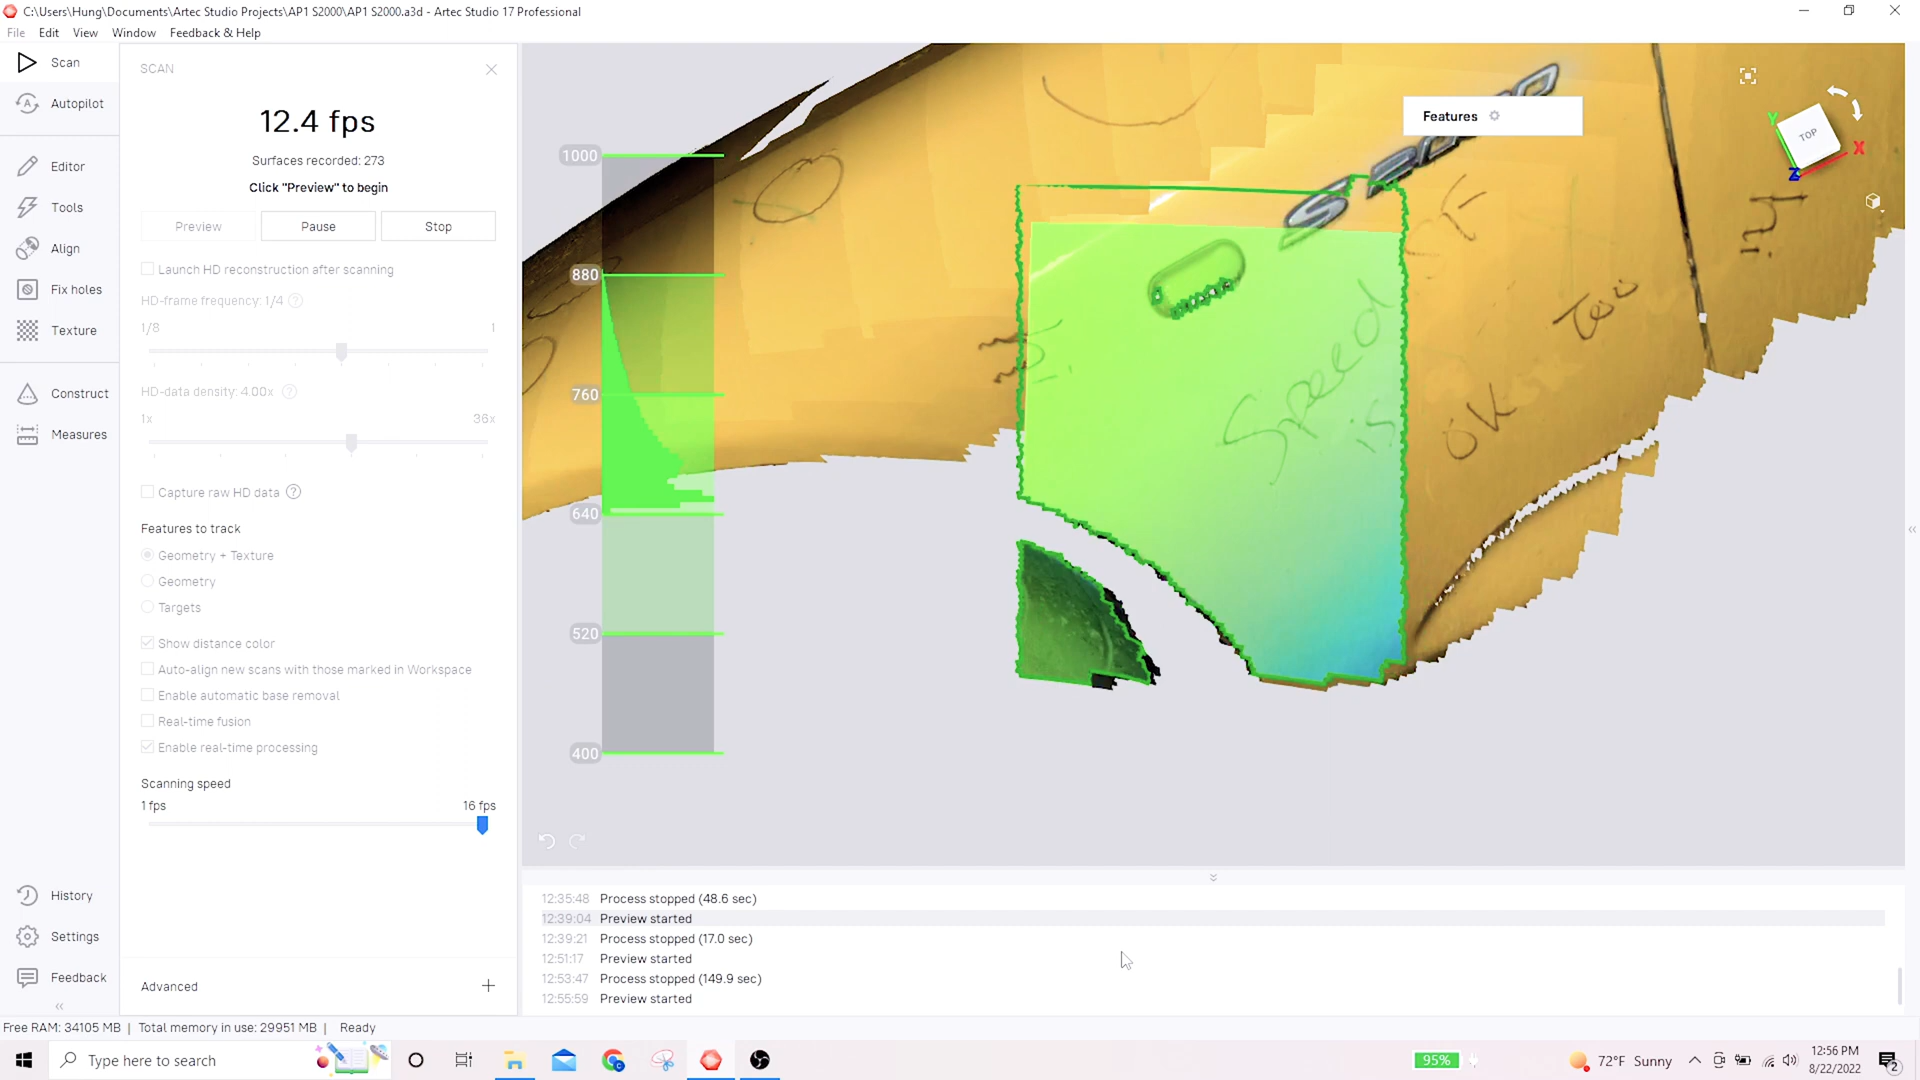 C:\Users\Hung\Documents\Artec Studio Projects\AP1 S2000\AP1 S2000.a3d - Artec Studio 17 Professional
File Edit View Window Feedback & Help
Scan
Autopilot
Editor
Tools
Align
Fix holes
Texture
Construct
Measures
History
Settings
Feedback
SCAN
12.4 fps
Surfaces recorded: 273
Click "Preview" to begin
Preview Pause Stop
Launch HD reconstruction after scanning
HD-frame frequency: 1/4 ?
1/8 1
HD-data density: 4.00x ?
1x 36x
Capture raw HD data ?
Features to track
Geometry + Texture
Geometry
Targets
Show distance color
Auto-align new scans with those marked in Workspace
Enable automatic base removal
Real-time fusion
Enable real-time processing
Scanning speed
1 fps 16 fps
Advanced
1000
880
760
640
520
400
Features
TOP
Y
X
Z
Speed
is
OK
Too
12:35:48 Process stopped (48.6 sec)
12:39:04 Preview started
12:39:21 Process stopped (17.0 sec)
12:51:17 Preview started
12:53:47 Process stopped (149.9 sec)
12:55:59 Preview started
Free RAM: 34105 MB | Total memory in use: 29951 MB | Ready
Type here to search
95%
72°F Sunny
12:56 PM
8/22/2022
2